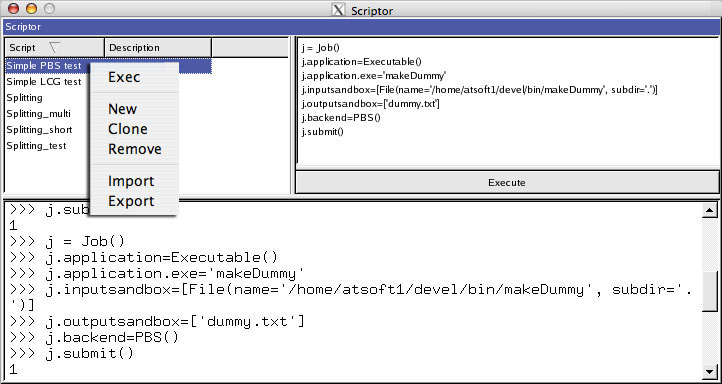 Scriptor
Scriptor
Script Description
Simple PBS test
Simple LCG test
Splitting
Splitting_multi
Splitting_short
Splitting_test
Exec
New
Clone
Remove
Import
Export
j = Job()
j.application=Executable()
j.application.exe='makeDummy'
j.inputsandbox=[File(name='/home/atsoft1/devel/bin/makeDummy', subdir='.')]
j.outputsandbox=['dummy.txt']
j.backend=PBS()
j.submit()
Execute
>>> j.sub
1
>>> j = Job()
>>> j.application=Executable()
>>> j.application.exe='makeDummy'
>>> j.inputsandbox=[File(name='/home/atsoft1/devel/bin/makeDummy', subdir='.
')]
>>> j.outputsandbox=['dummy.txt']
>>> j.backend=PBS()
>>> j.submit()
1